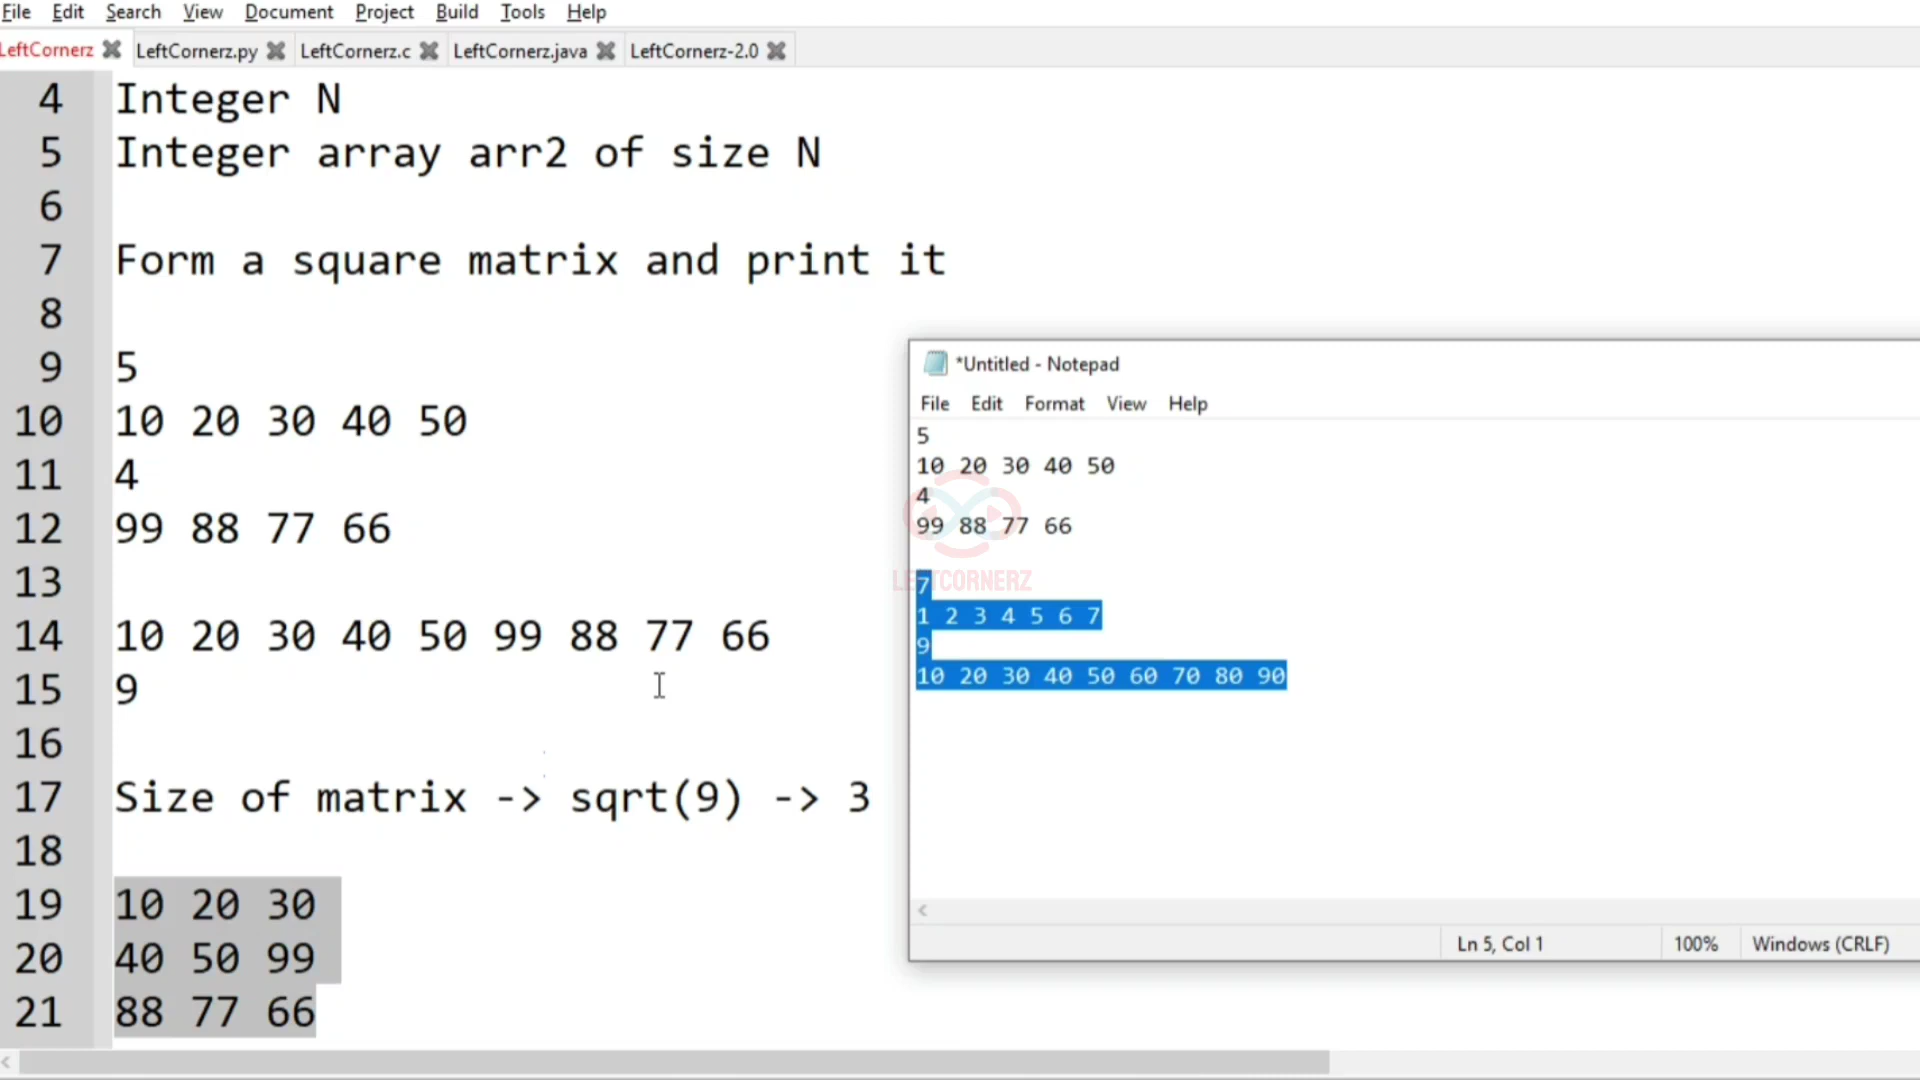 File Edit Search View Document Project Build Tools Help
LeftCornerz LeftCornerz.py LeftCornerz.c LeftCornerz.java LeftCornerz-2.0
4 Integer N
5 Integer array arr2 of size N
6
7 Form a square matrix and print it
8
9 5
10 10 20 30 40 50
11 4
12 99 88 77 66
13
14 10 20 30 40 50 99 88 77 66
15 9
16
17 Size of matrix -> sqrt(9) -> 3
18
19 10 20 30
20 40 50 99
21 88 77 66
*Untitled - Notepad
File Edit Format View Help
5
10 20 30 40 50
4
99 88 77 66
LEFTCORNERZ
7
1 2 3 4 5 6 7
9
10 20 30 40 50 60 70 80 90
Ln 5, Col 1 100% Windows (CRLF)